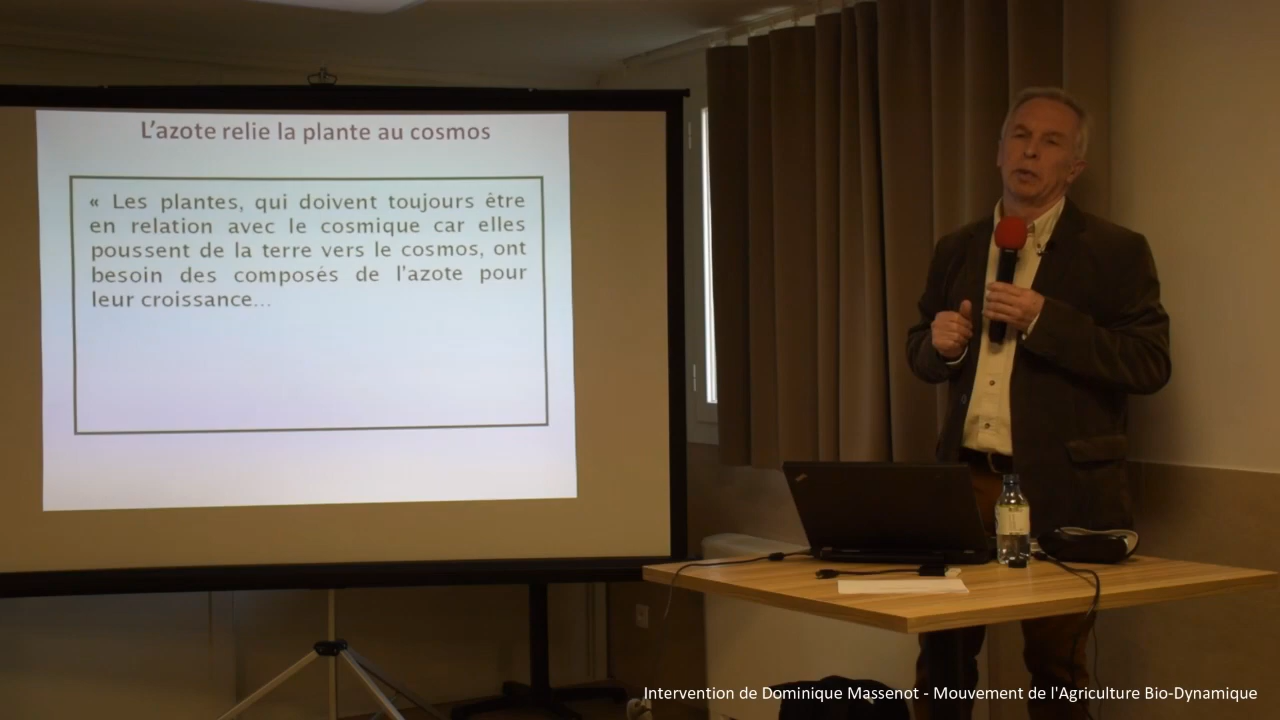 L'azote relie la plante au cosmos
« Les plantes, qui doivent toujours être
en relation avec le cosmique car elles
poussent de la terre vers le cosmos, ont
besoin des composés de l'azote pour
leur croissance...
Intervention de Dominique Massenot - Mouvement de l'Agriculture Bio-Dynamique